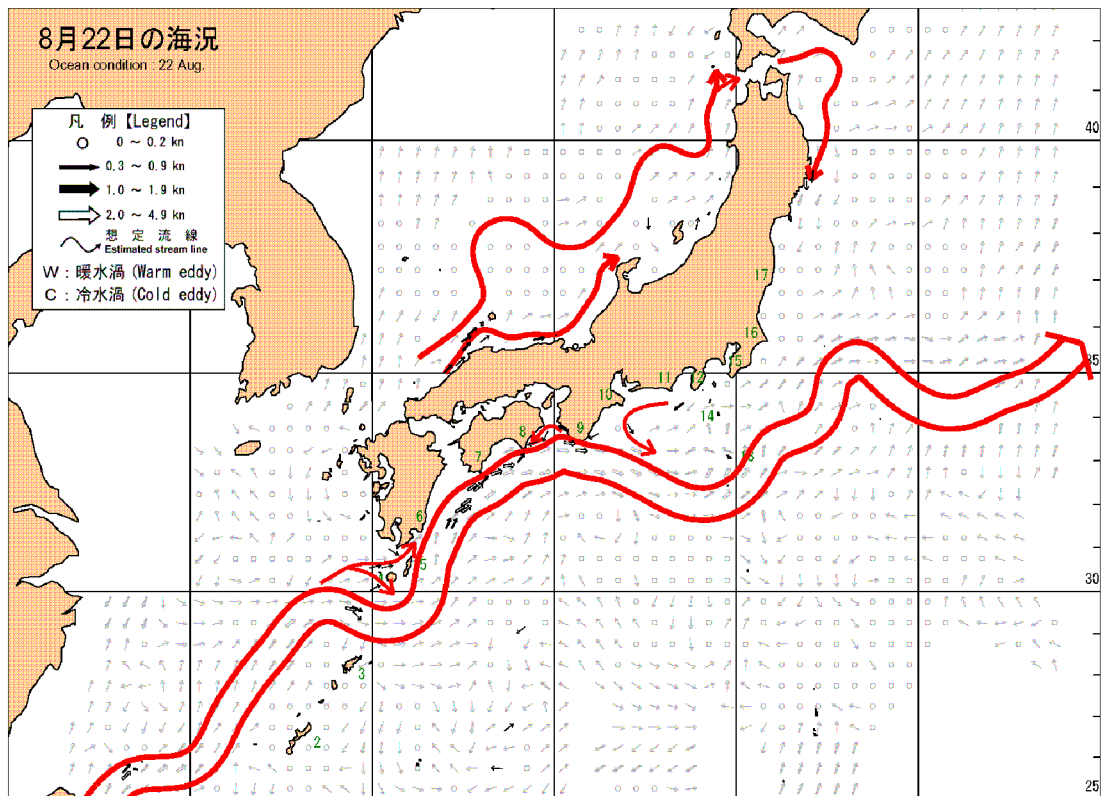 8月22日の海況
Ocean condition : 22 Aug.
凡 例【Legend】
0 ～ 0.2 kn
0.3 ～ 0.9 kn
1.0 ～ 1.9 kn
2.0 ～ 4.9 kn
想 定 流 線
Estimated stream line
W : 暖水渦 (Warm eddy)
C : 冷水渦 (Cold eddy)
40
17
16
15
35
12
11
10
14
9
8
7
13
6
5
30
3
2
25